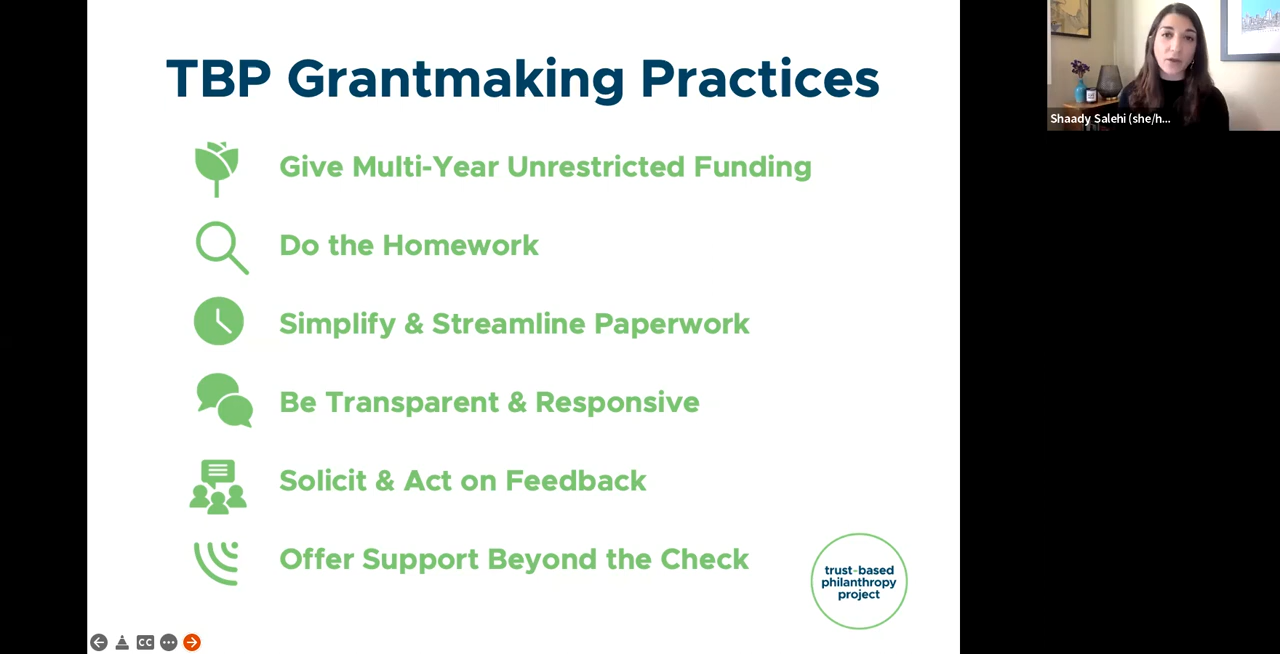 TBP Grantmaking Practices
Give Multi-Year Unrestricted Funding
Do the Homework
Simplify & Streamline Paperwork
Be Transparent & Responsive
Solicit & Act on Feedback
Offer Support Beyond the Check
trust-based
philanthropy
project
CC
Shaady Salehi (she/h...